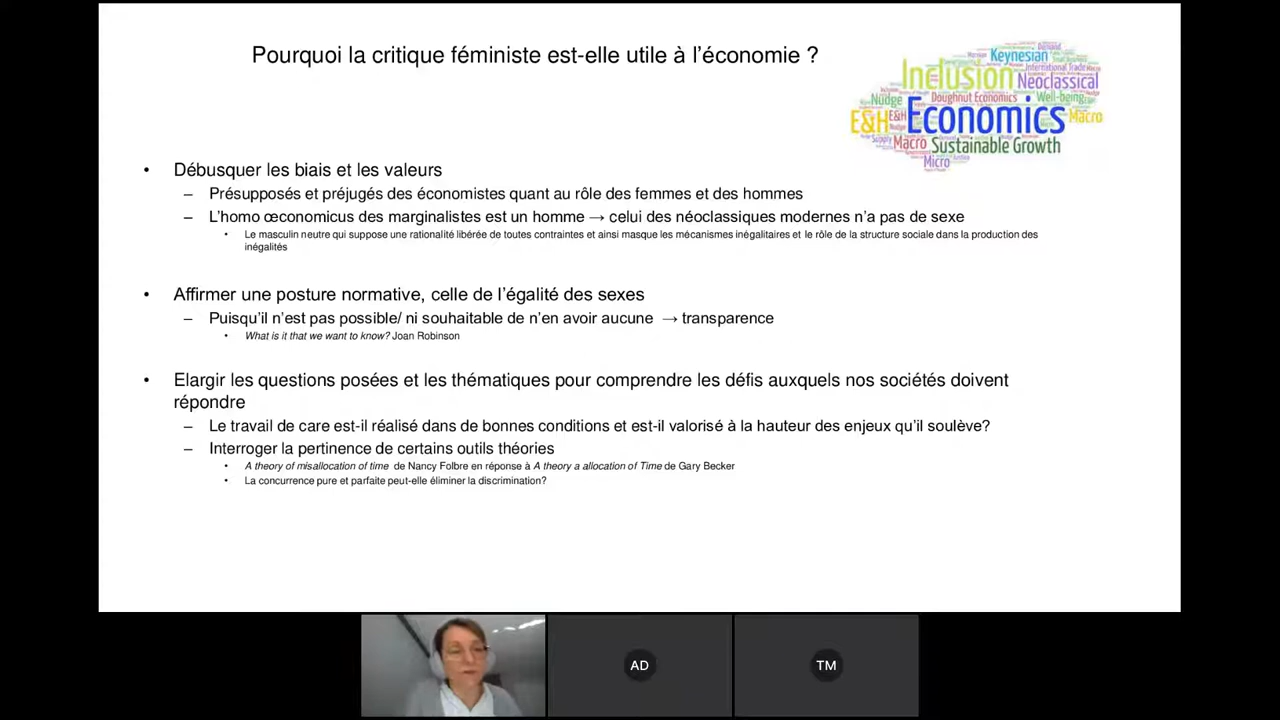 Pourquoi la critique féministe est-elle utile à l'économie ?
Keynesian
Inclusion
Neoclassical
International Trade
Nudge
Doughnut Economics
Well-being
E&H
E&H
Economics
Macro
Macro
Sustainable Growth
Micro
• Débusquer les biais et les valeurs
– Présupposés et préjugés des économistes quant au rôle des femmes et des hommes
– L'homo œconomicus des marginalistes est un homme → celui des néoclassiques modernes n'a pas de sexe
• Le masculin neutre qui suppose une rationalité libérée de toutes contraintes et ainsi masque les mécanismes inégalitaires et le rôle de la structure sociale dans la production des
inégalités
• Affirmer une posture normative, celle de l'égalité des sexes
– Puisqu'il n'est pas possible/ ni souhaitable de n'en avoir aucune → transparence
• What is it that we want to know? Joan Robinson
• Elargir les questions posées et les thématiques pour comprendre les défis auxquels nos sociétés doivent
répondre
– Le travail de care est-il réalisé dans de bonnes conditions et est-il valorisé à la hauteur des enjeux qu'il soulève?
– Interroger la pertinence de certains outils théories
• A theory of misallocation of time de Nancy Folbre en réponse à A theory a allocation of Time de Gary Becker
• La concurrence pure et parfaite peut-elle éliminer la discrimination?
AD
TM